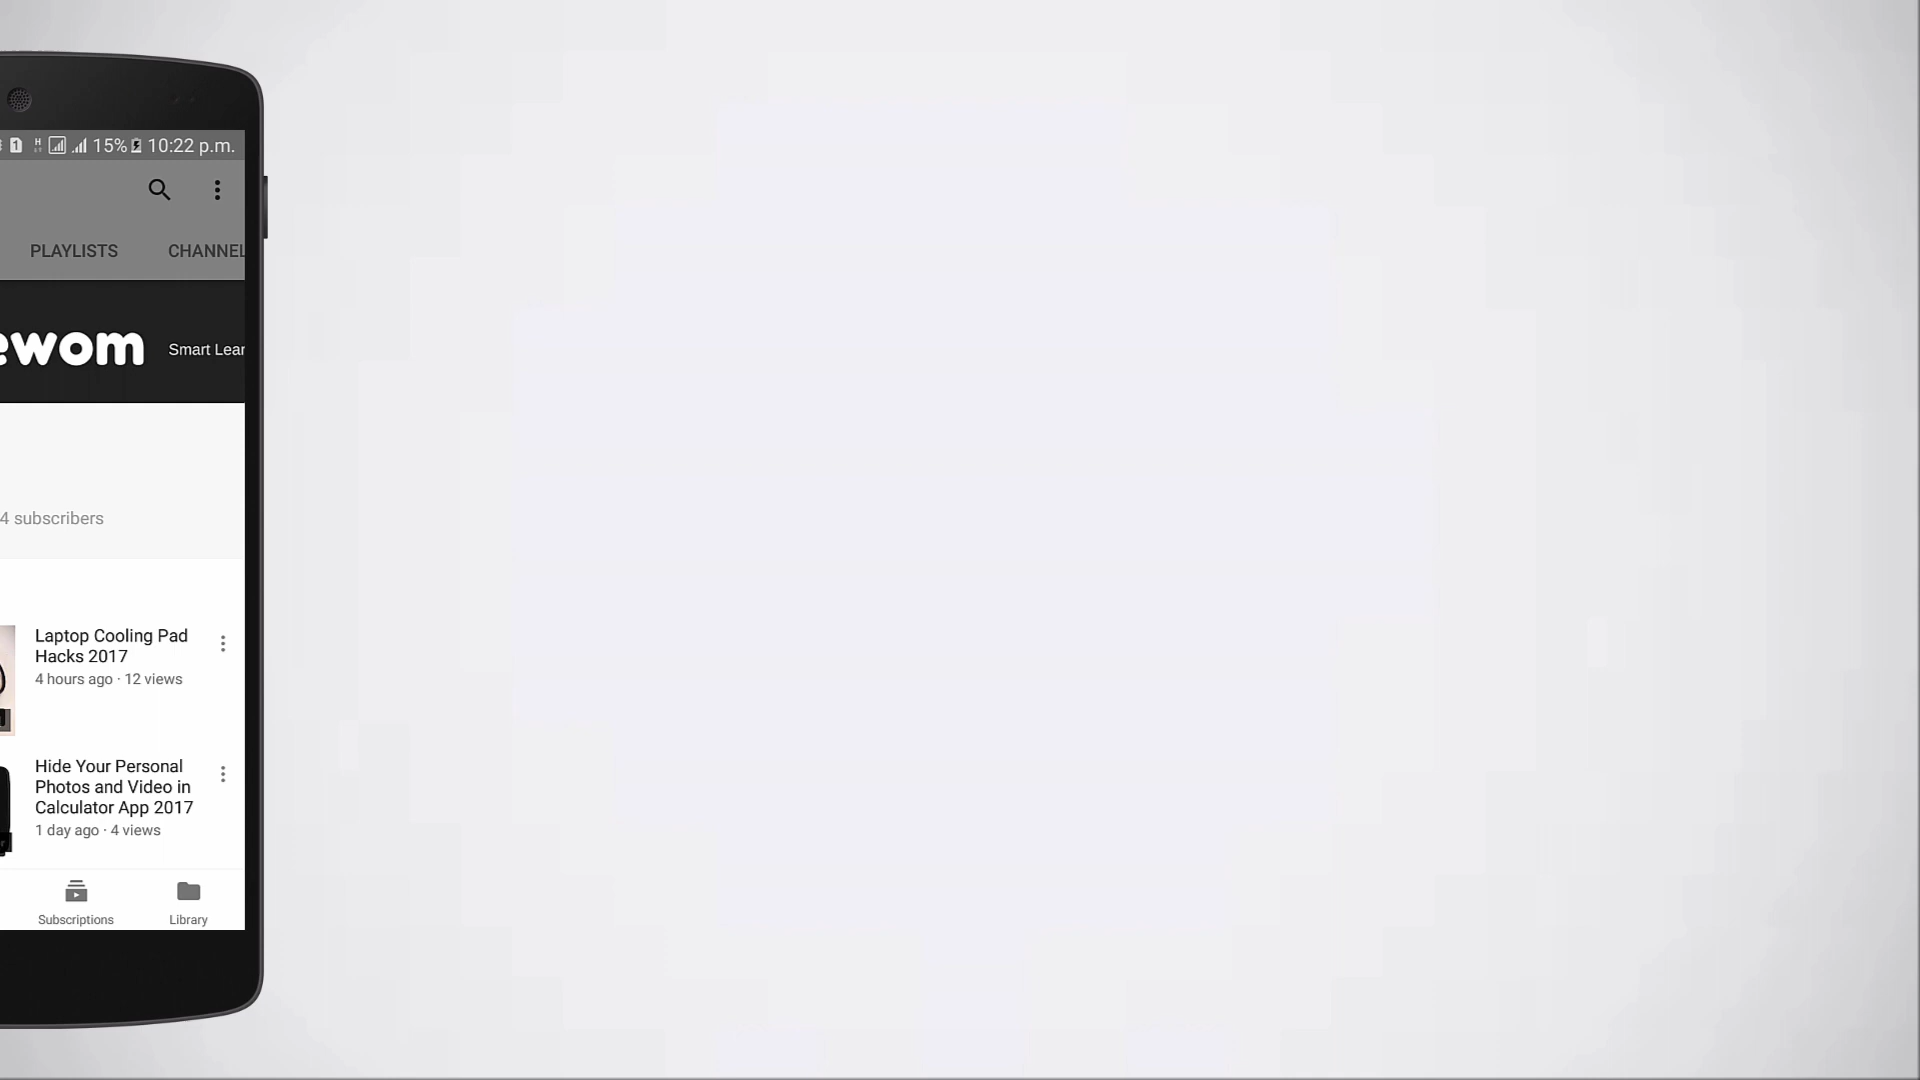 1 H 15% 10:22 p.m.
PLAYLISTS CHANNEL
ewom Smart Lear
4 subscribers
Laptop Cooling Pad
Hacks 2017
4 hours ago · 12 views
Hide Your Personal
Photos and Video in
Calculator App 2017
1 day ago · 4 views
Subscriptions Library